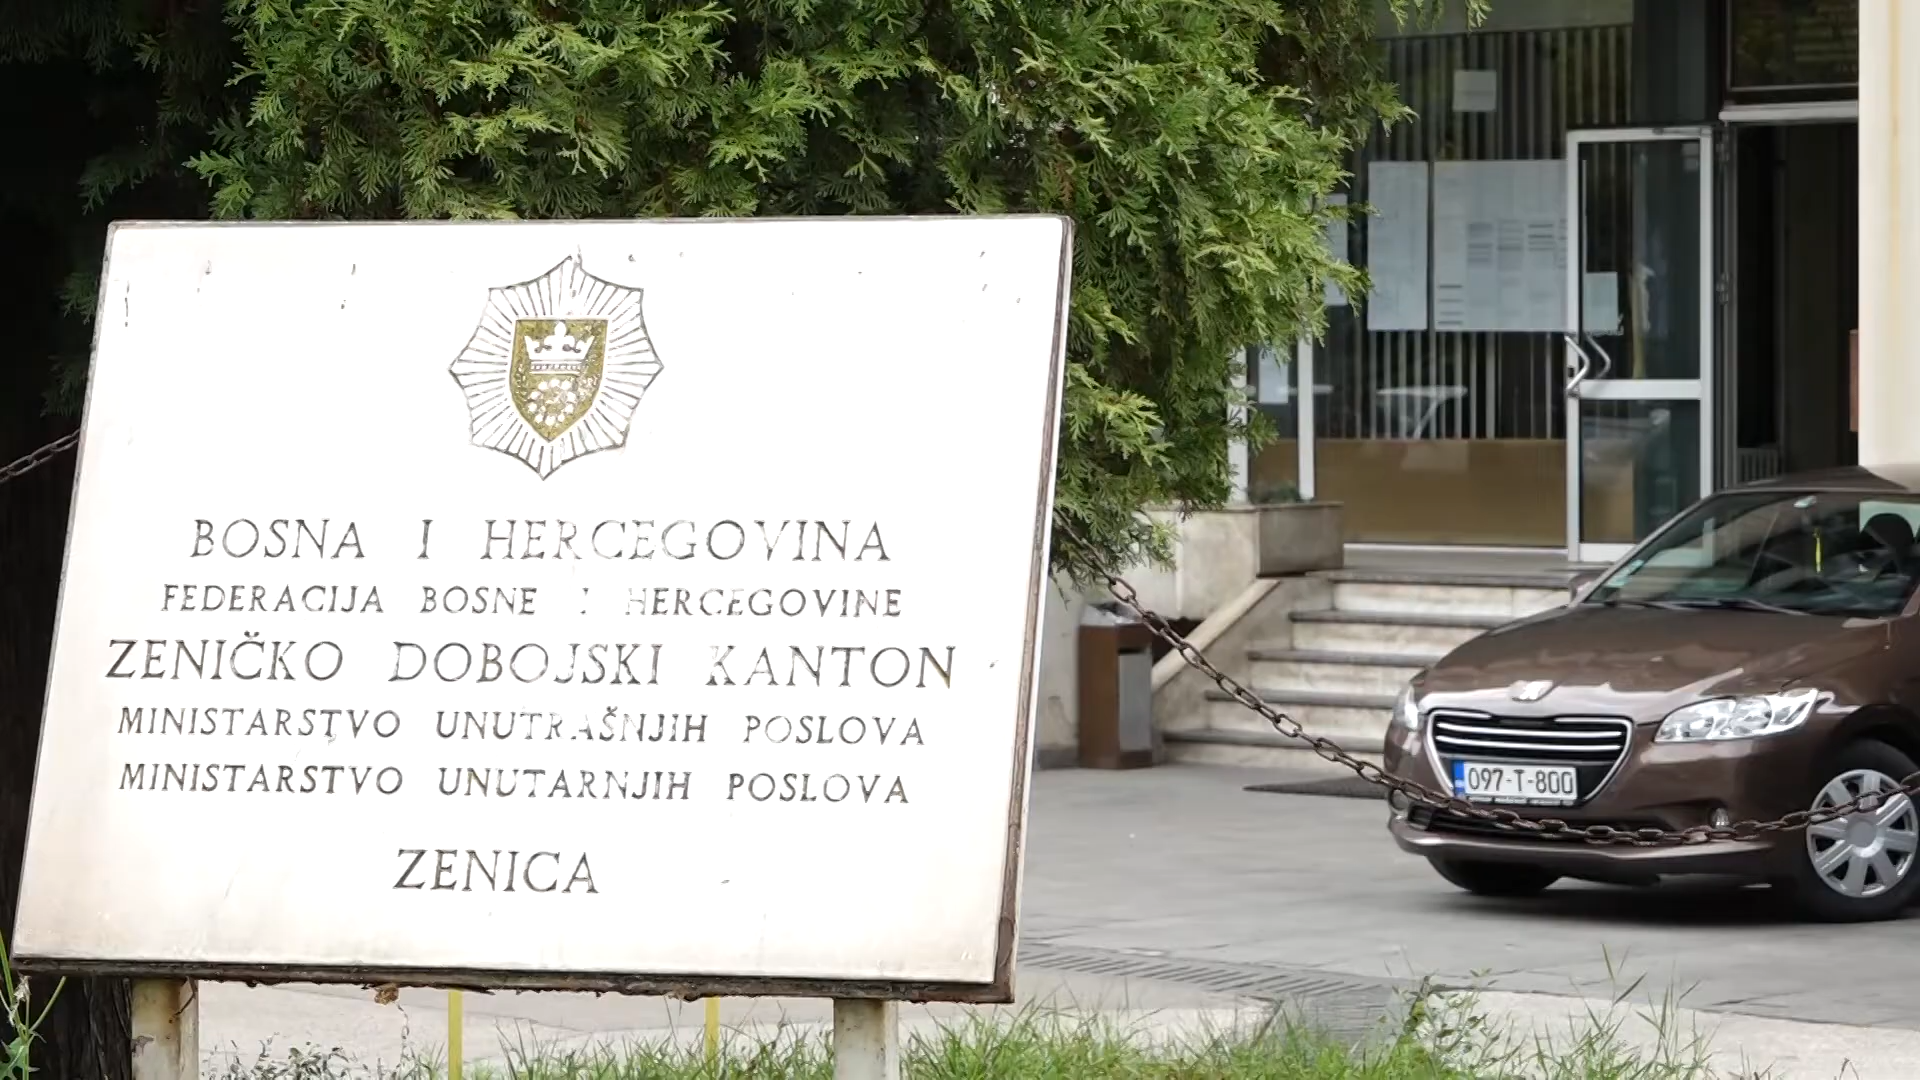 BOSNA I HERCEGOVINA
FEDERACIJA BOSNE I HERCEGOVINE
ZENIČKO DOBOJSKI KANTON
MINISTARSTVO UNUTRAŠNJIH POSLOVA
MINISTARSTVO UNUTARNJIH POSLOVA
ZENICA
097-T-800